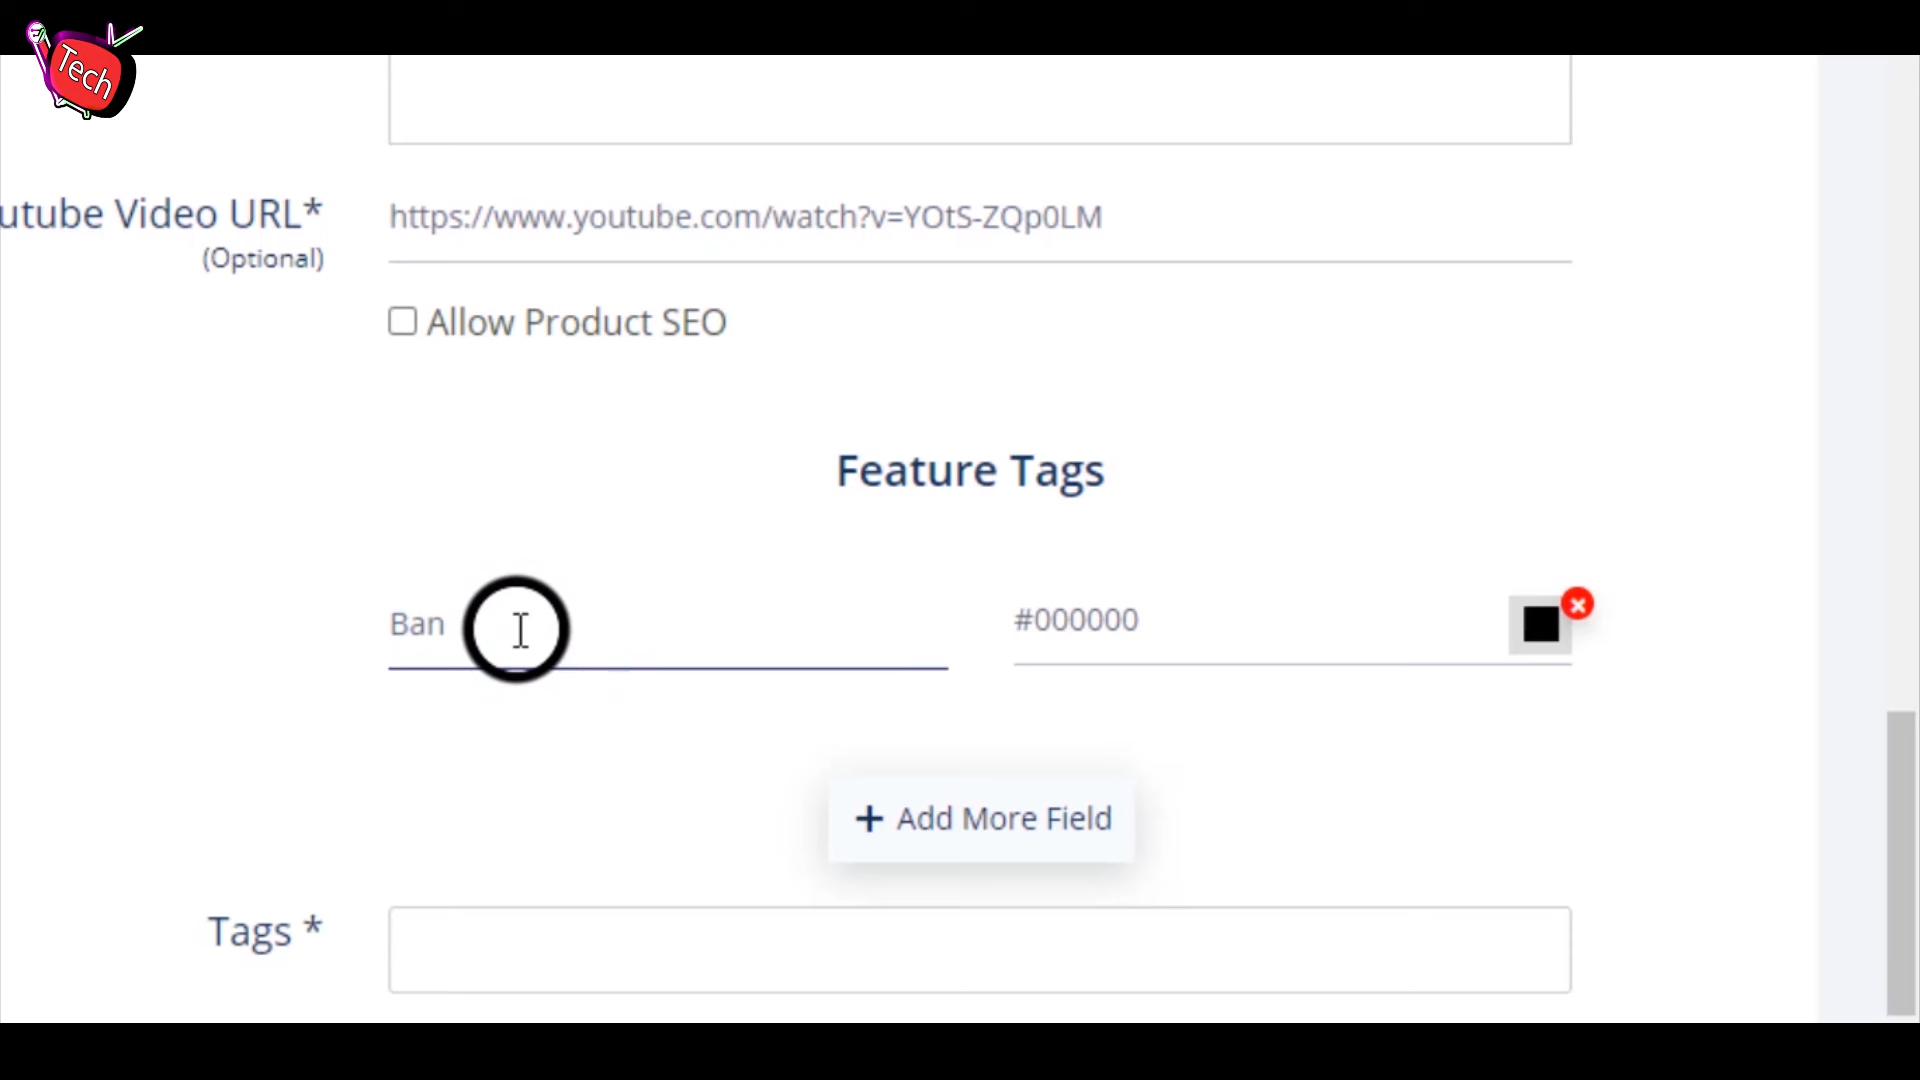 Tech
utube Video URL*
https://www.youtube.com/watch?v=YOtS-ZQp0LM
(Optional)
Allow Product SEO
Feature Tags
Ban
#000000
+ Add More Field
Tags *